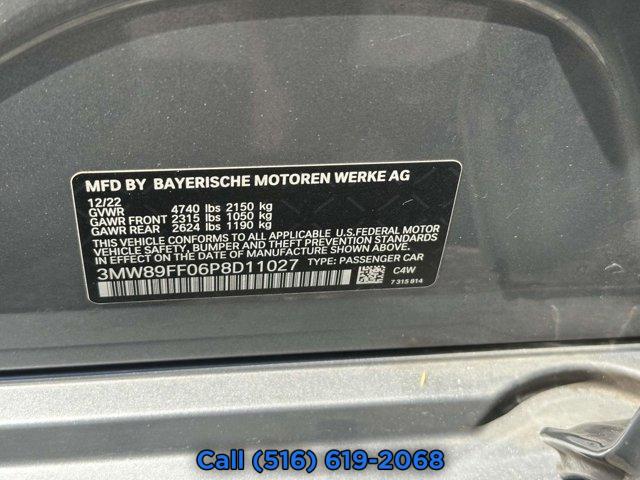 MFD BY BAYERISCHE MOTOREN WERKE AG
12/22
GVWR 4740 lbs 2150 kg
GAWR FRONT 2315 lbs 1050 kg
GAWR REAR 2624 lbs 1190 kg
THIS VEHICLE CONFORMS TO ALL APPLICABLE U.S.FEDERAL MOTOR
VEHICLE SAFETY, BUMPER AND THEFT PREVENTION STANDARDS
IN EFFECT ON THE DATE OF MANUFACTURE SHOWN ABOVE.
3MW89FF06P8D11027 TYPE: PASSENGER CAR
C4W
7 315 814
Call (516) 619-2068